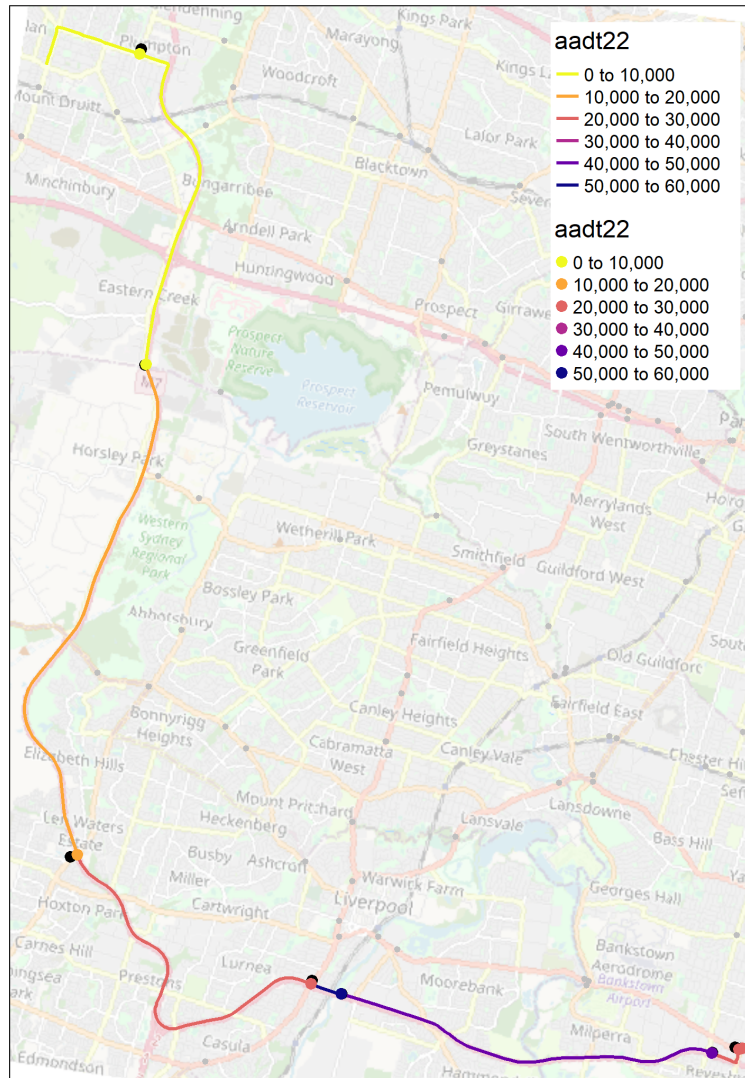 aadt22
0 to 10,000
10,000 to 20,000
20,000 to 30,000
30,000 to 40,000
40,000 to 50,000
50,000 to 60,000
aadt22
0 to 10,000
10,000 to 20,000
20,000 to 30,000
30,000 to 40,000
40,000 to 50,000
50,000 to 60,000
Kings Park
Plumpton
Marayong
Woodcroft
Mount Druitt
Lalor Park
Blacktown
Minchinbury
Bungarribee
Arndell Park
Huntingwood
Eastern Creek
Prospect
Prospect
Nature
Reserve
Prospect
Reservoir
M7
Pemulwuy
Greystanes
South Wentworthville
Horsley Park
Merrylands
West
Western
Sydney
Regional
Park
Wetherill Park
Smithfield
Guildford West
Bossley Park
Abbotsbury
Greenfield
Park
Fairfield Heights
Old Guildford
Bonnyrigg
Heights
Canley Heights
Fairfield East
Cabramatta
West
Canley Vale
Elizabeth Hills
Mount Pritchard
Lansdowne
Len Waters
Estate
Heckenberg
Lansvale
Bass Hill
Busby
Ashcroft
Miller
Warwick Farm
Georges Hall
Hoxton Park
Cartwright
Liverpool
Carnes Hill
Bankstown
Aerodrome
Prestons
Lurnea
Moorebank
Bankstown
Airport
Milperra
Casula
Edmondson